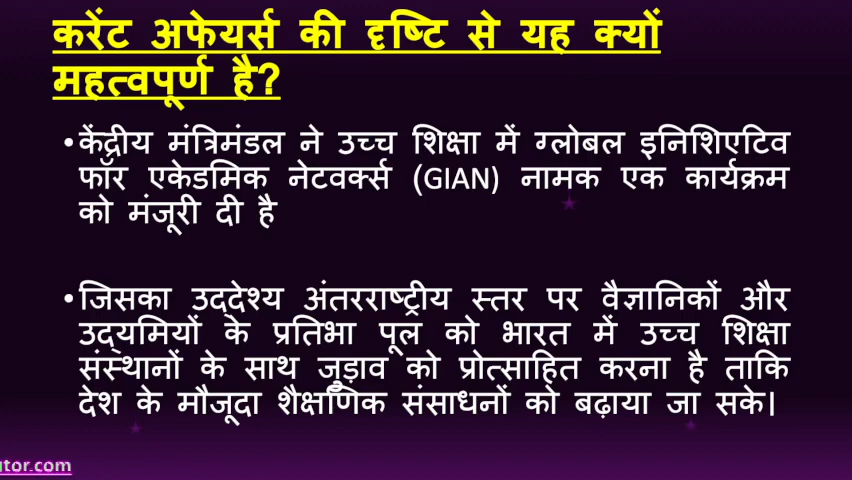 करेंट अफेयर्स की दृष्टि से यह क्यों
महत्वपूर्ण है?
•केंद्रीय मंत्रिमंडल ने उच्च शिक्षा में ग्लोबल इनिशिएटिव
फॉर एकेडमिक नेटवर्क्स (GIAN) नामक एक कार्यक्रम
को मंजूरी दी है
•जिसका उद्देश्य अंतरराष्ट्रीय स्तर पर वैज्ञानिकों और
उद्यमियों के प्रतिभा पूल को भारत में उच्च शिक्षा
संस्थानों के साथ जुड़ाव को प्रोत्साहित करना है ताकि
देश के मौजूदा शैक्षणिक संसाधनों को बढ़ाया जा सके।
utor.com